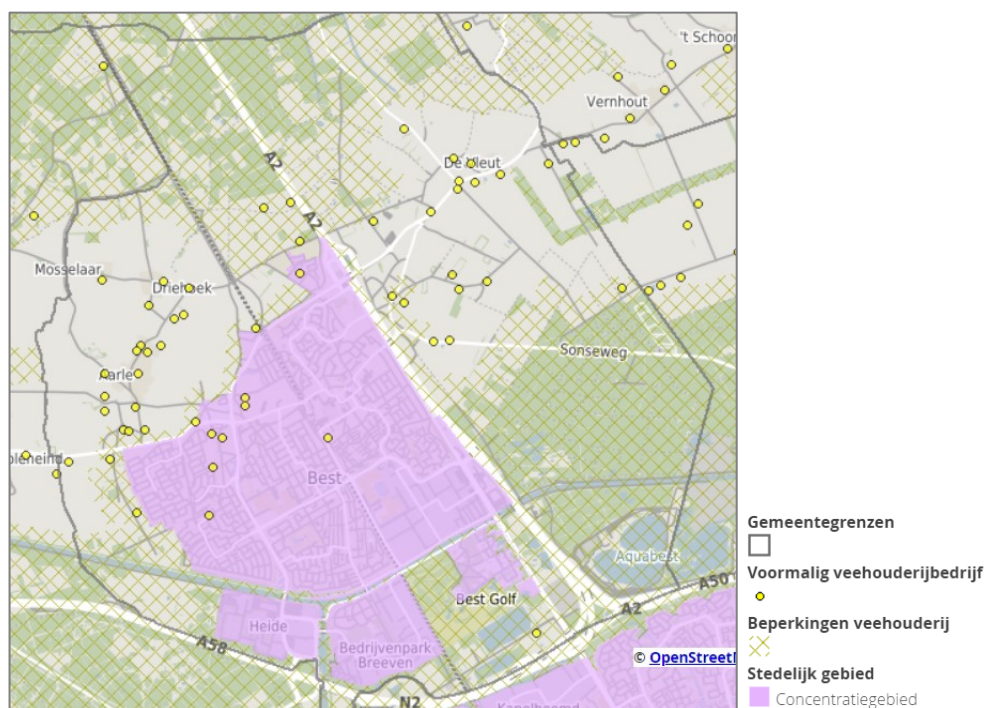 't Schoor
A2
Vernhout
De Vleut
A2
Mosselaar
Driehoek
Sonseweg
Aarle
Best
Aquabest
A50
Best Golf
A2
Heide
A58
Bedrijvenpark
Breeven
© OpenStreetM
N2
Gemeentegrenzen
Voormalig veehouderijbedrijf
Beperkingen veehouderij
Stedelijk gebied
Concentratiegebied